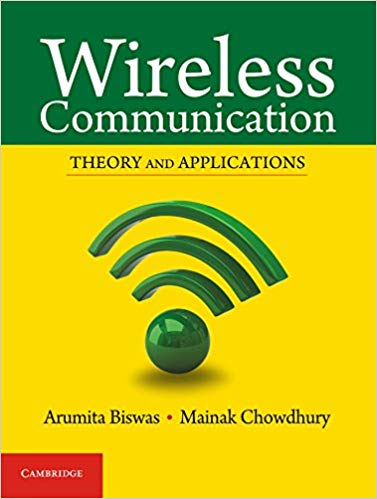 Wireless
Communication
THEORY AND APPLICATIONS
Arumita Biswas • Mainak Chowdhury
CAMBRIDGE